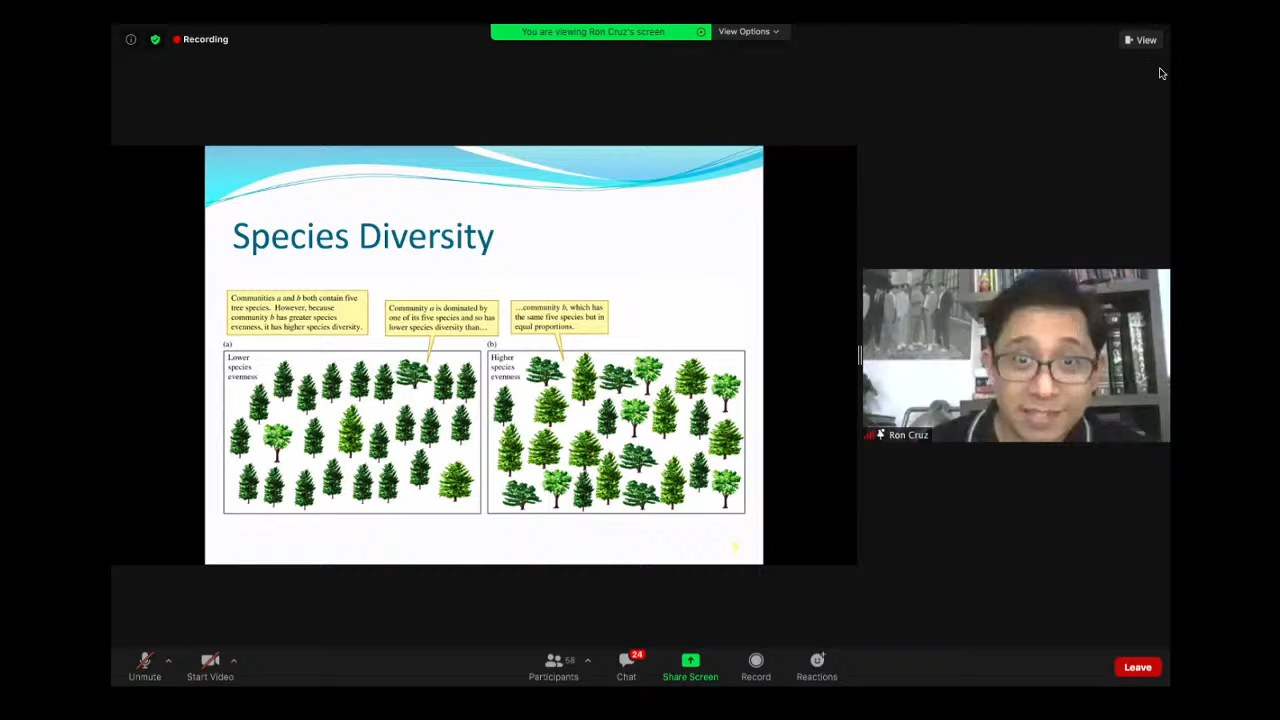 Recording
You are viewing Ron Cruz's screen
View Options
View
Species Diversity
Communities a and b both contain five
tree species. However, because
community b has greater species
evenness, it has higher species diversity.
Community a is dominated by
one of its five species and so has
lower species diversity than…
…community b, which has
the same five species but in
equal proportions.
(a)
Lower
species
evenness
(b)
Higher
species
evenness
Ron Cruz
Unmute
Start Video
58
Participants
24
Chat
Share Screen
Record
Reactions
Leave